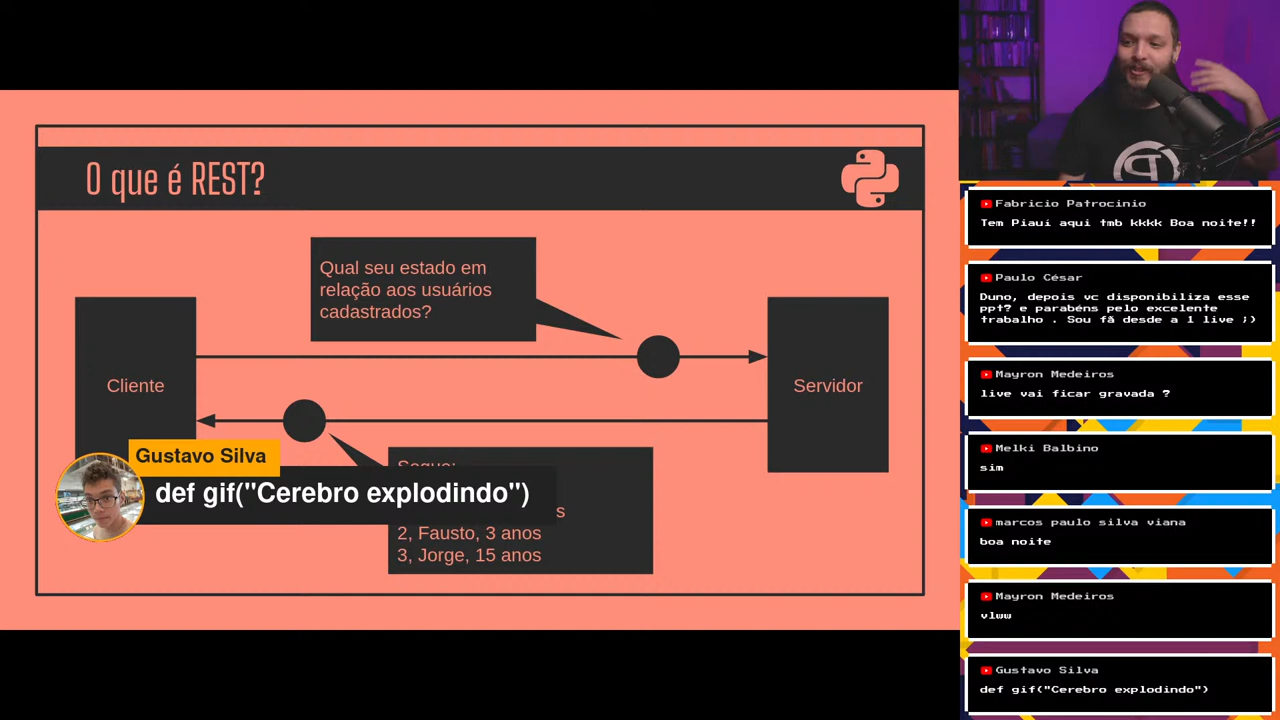 O que é REST?
Qual seu estado em
relação aos usuários
cadastrados?
Cliente
Servidor
Gustavo Silva
def gif("Cerebro explodindo")
Segue:
2, Fausto, 3 anos
3, Jorge, 15 anos
Fabricio Patrocinio
Tem Piauí aqui tmb kkkk Boa noite!!
Paulo César
Duno, depois vc disponibiliza esse
ppt? e parabéns pelo excelente
trabalho . Sou fã desde a 1 live ;)
Mayron Medeiros
live vai ficar gravada ?
Melki Balbino
sim
marcos paulo silva viana
boa noite
Mayron Medeiros
vlww
Gustavo Silva
def gif("Cerebro explodindo")